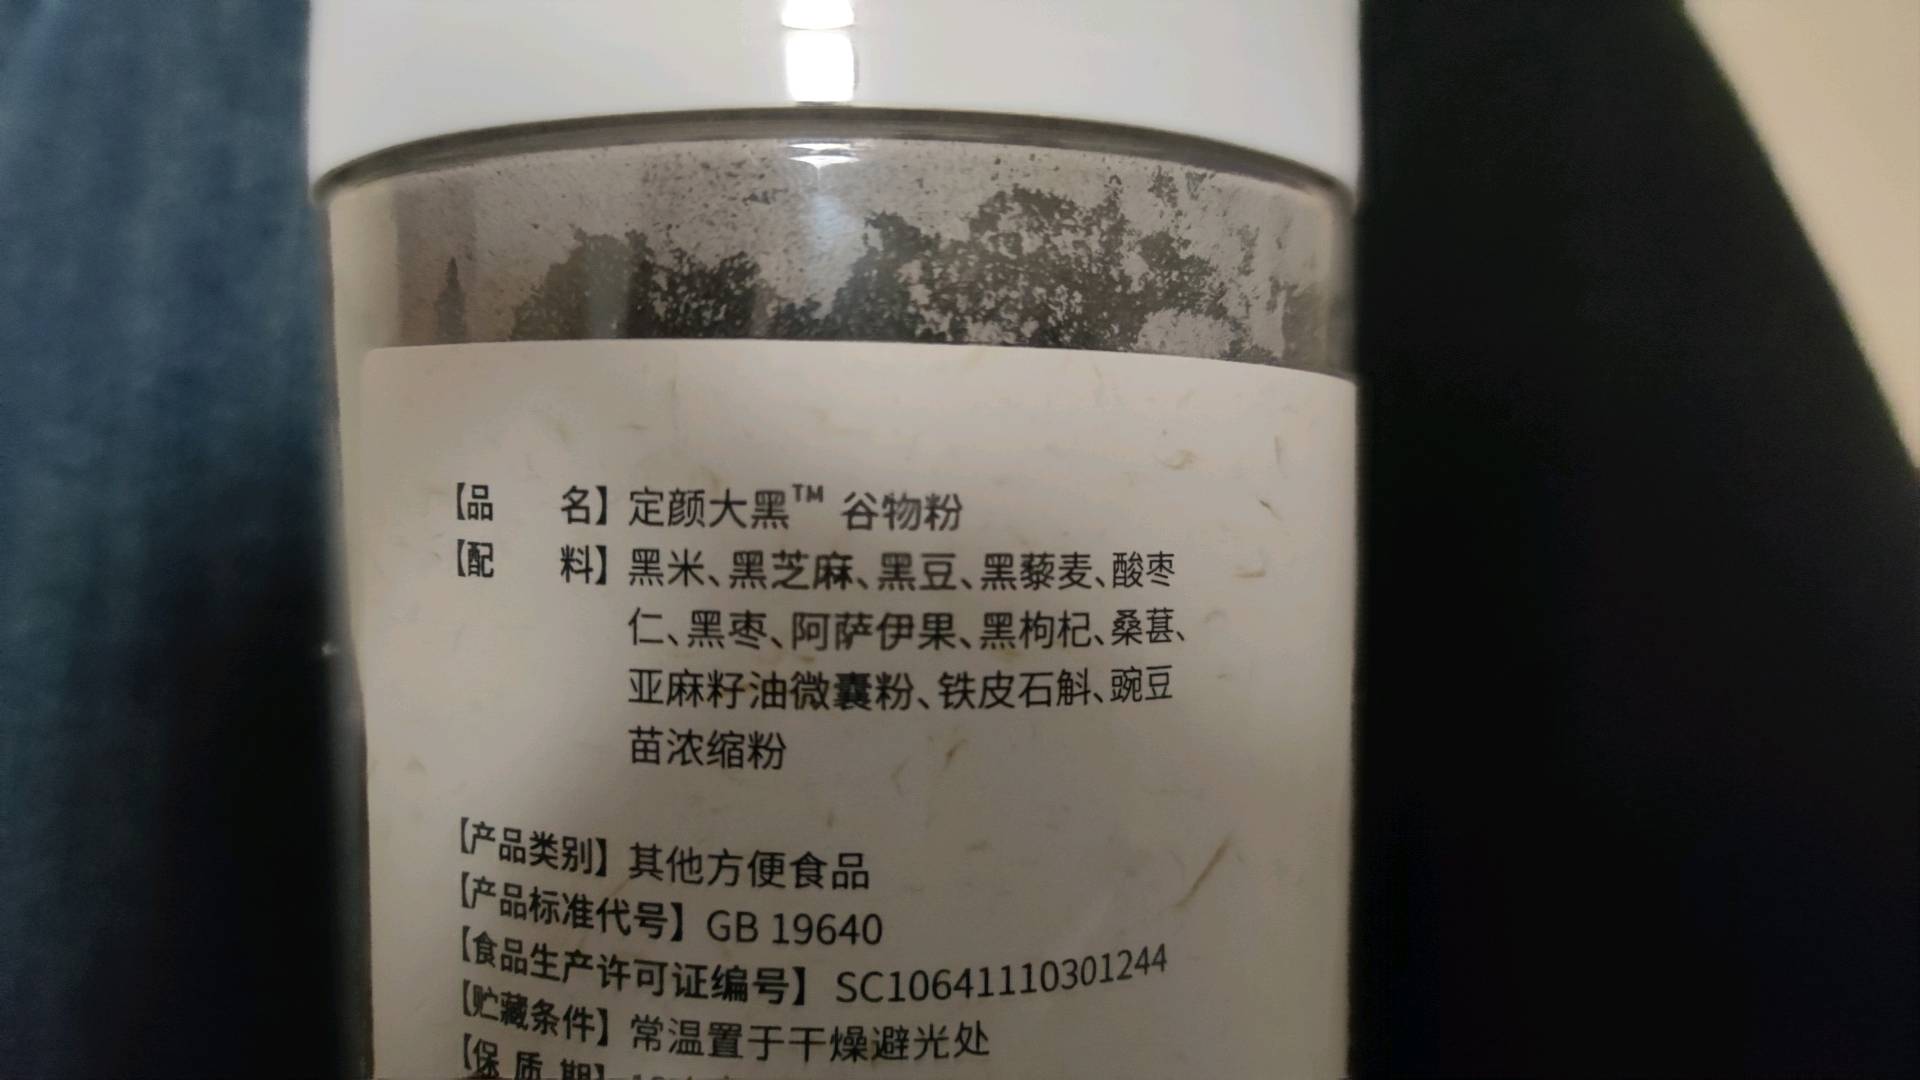 【品 名】定颜大黑™ 谷物粉
【配 料】黑米、黑芝麻、黑豆、黑藜麦、酸枣
仁、黑枣、阿萨伊果、黑枸杞、桑葚、
亚麻籽油微囊粉、铁皮石斛、豌豆
苗浓缩粉
【产品类别】其他方便食品
【产品标准代号】GB 19640
【食品生产许可证编号】SC10641110301244
【贮藏条件】常温置于干燥避光处
【保 质 期】